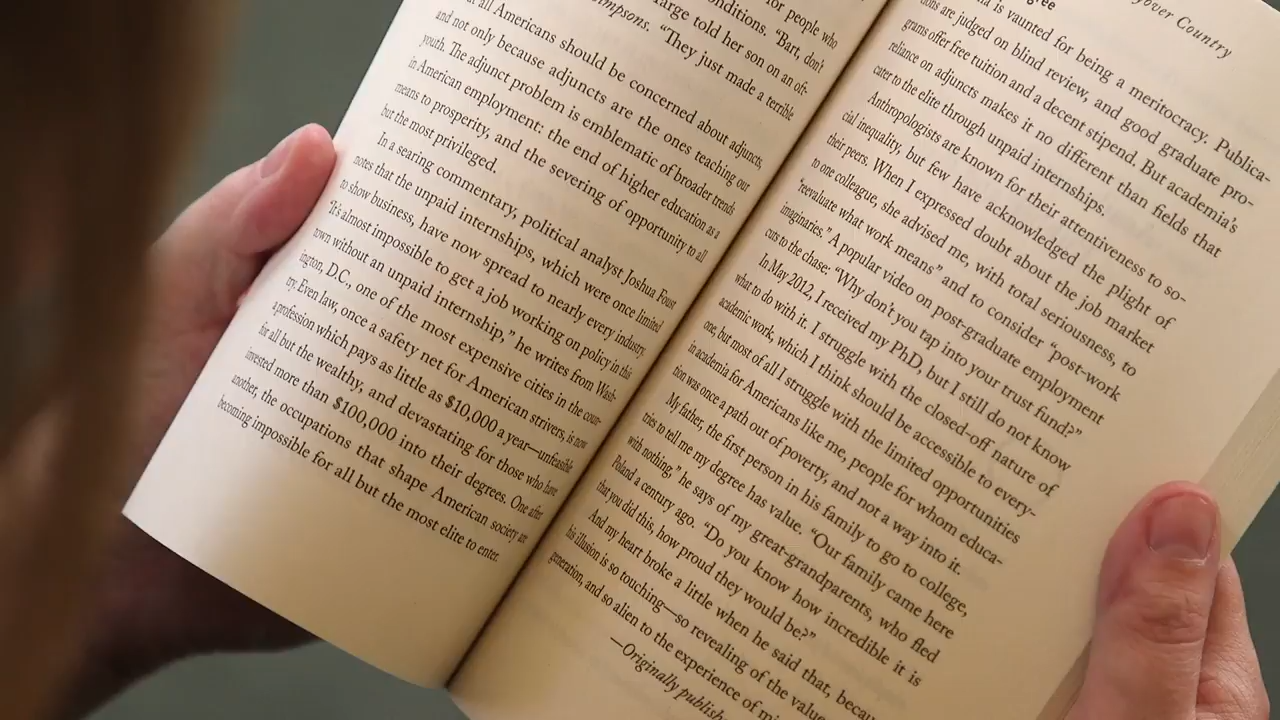 for people who
onditions. "Bart, don't
impsons. "They just made a terrible
arge told her son on an of-
all Americans should be concerned about adjuncts,
and not only because adjuncts are the ones teaching our
youth. The adjunct problem is emblematic of broader trends
in American employment: the end of higher education as a
means to prosperity, and the severing of opportunity to all
but the most privileged.
In a searing commentary, political analyst Joshua Foust
notes that the unpaid internships, which were once limited
to show business, have now spread to nearly every industry.
"It's almost impossible to get a job working on policy in this
town without an unpaid internship," he writes from Wash-
ington, D.C., one of the most expensive cities in the coun-
try. Even law, once a safety net for American strivers, is now
a profession which pays as little as $10,000 a year—unfeasible
for all but the wealthy, and devastating for those who have
invested more than $100,000 into their degrees. One after
another, the occupations that shape American society are
becoming impossible for all but the most elite to enter.
yover Country
gree
ia is vaunted for being a meritocracy. Publica-
tions are judged on blind review, and good graduate pro-
grams offer free tuition and a decent stipend. But academia's
reliance on adjuncts makes it no different than fields that
cater to the elite through unpaid internships.
Anthropologists are known for their attentiveness to so-
cial inequality, but few have acknowledged the plight of
their peers. When I expressed doubt about the job market
to one colleague, she advised me, with total seriousness, to
"reevaluate what work means" and to consider "post-work
imaginaries." A popular video on post-graduate employment
cuts to the chase: "Why don't you tap into your trust fund?"
In May 2012, I received my PhD, but I still do not know
what to do with it. I struggle with the closed-off nature of
academic work, which I think should be accessible to every-
one, but most of all I struggle with the limited opportunities
in academia for Americans like me, people for whom educa-
tion was once a path out of poverty, and not a way into it.
My father, the first person in his family to go to college,
tries to tell me my degree has value. "Our family came here
with nothing," he says of my great-grandparents, who fled
Poland a century ago. "Do you know how incredible it is
that you did this, how proud they would be?"
And my heart broke a little when he said that, becau
his illusion is so touching—so revealing of the value
generation, and so alien to the experience of mi
—Originally publish